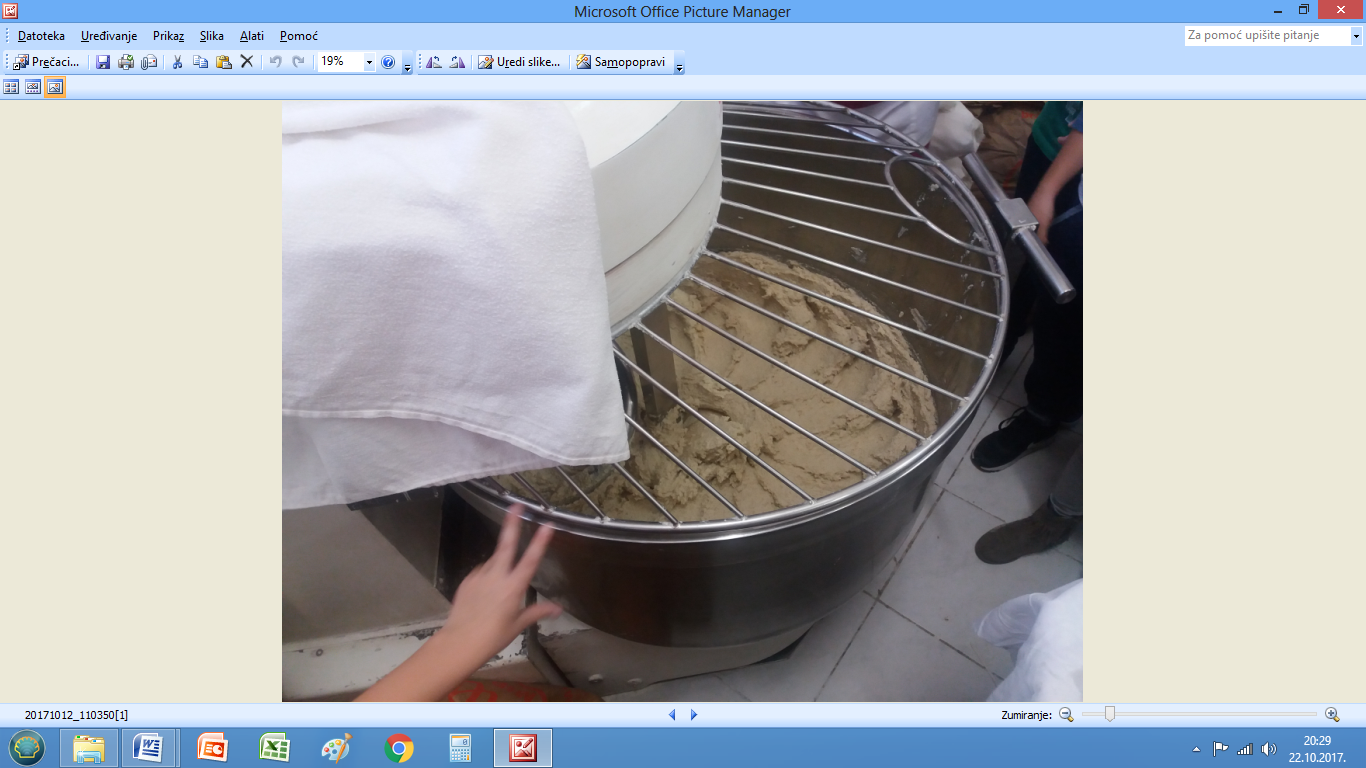 Microsoft Office Picture Manager
Datoteka Uređivanje Prikaz Slika Alati Pomoć
Za pomoć upišite pitanje
Prečaci... 19% Uredi slike... Samopopravi
20171012_110350[1]
Zumiranje:
20:29
22.10.2017.